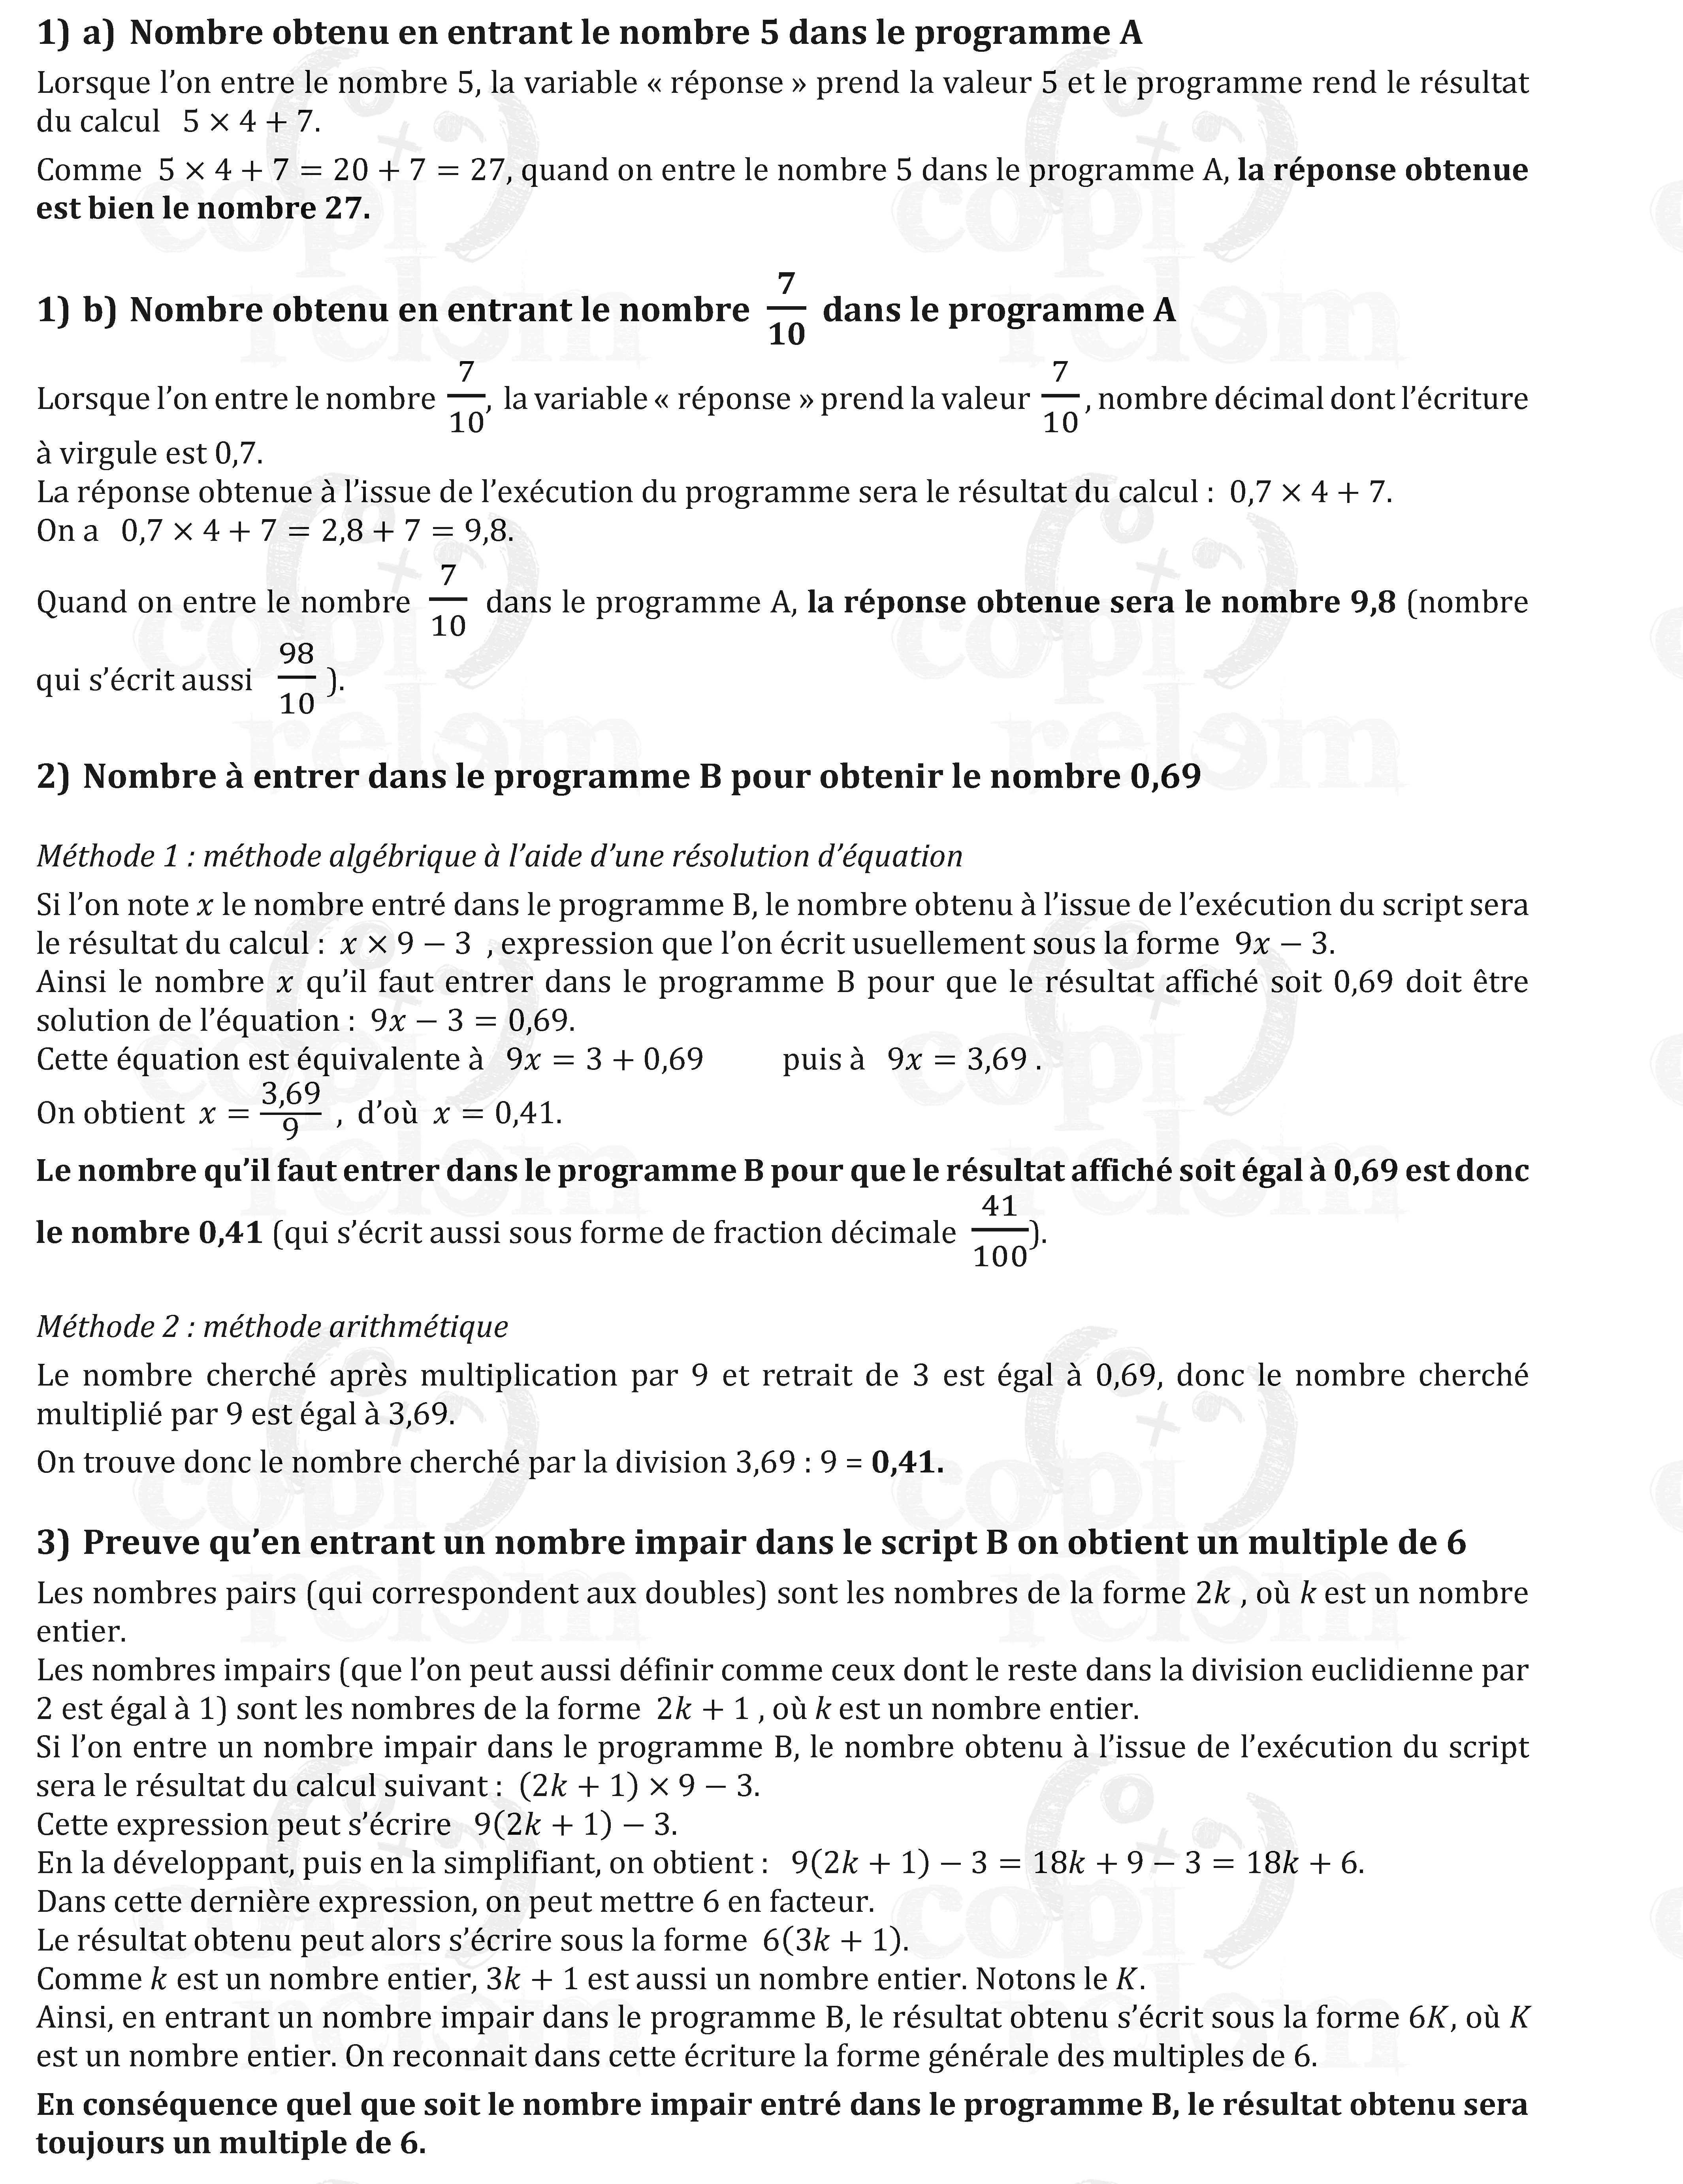 1) a) Nombre obtenu en entrant le nombre 5 dans le programme A
Lorsque l’on entre le nombre 5, la variable « réponse » prend la valeur 5 et le programme rend le résultat
du calcul 5 × 4 + 7.
Comme 5 × 4 + 7 = 20 + 7 = 27, quand on entre le nombre 5 dans le programme A, la réponse obtenue
est bien le nombre 27.
1) b) Nombre obtenu en entrant le nombre 7/10 dans le programme A
Lorsque l’on entre le nombre 7/10, la variable « réponse » prend la valeur 7/10, nombre décimal dont l’écriture
à virgule est 0,7.
La réponse obtenue à l’issue de l’exécution du programme sera le résultat du calcul : 0,7 × 4 + 7.
On a 0,7 × 4 + 7 = 2,8 + 7 = 9,8.
Quand on entre le nombre 7/10 dans le programme A, la réponse obtenue sera le nombre 9,8 (nombre
qui s’écrit aussi 98/10 ).
2) Nombre à entrer dans le programme B pour obtenir le nombre 0,69
Méthode 1 : méthode algébrique à l’aide d’une résolution d’équation
Si l’on note x le nombre entré dans le programme B, le nombre obtenu à l’issue de l’exécution du script sera
le résultat du calcul : x × 9 − 3 , expression que l’on écrit usuellement sous la forme 9x − 3.
Ainsi le nombre x qu’il faut entrer dans le programme B pour que le résultat affiché soit 0,69 doit être
solution de l’équation : 9x − 3 = 0,69.
Cette équation est équivalente à 9x = 3 + 0,69 puis à 9x = 3,69 .
On obtient x = 3,69/9 , d’où x = 0,41.
Le nombre qu’il faut entrer dans le programme B pour que le résultat affiché soit égal à 0,69 est donc
le nombre 0,41 (qui s’écrit aussi sous forme de fraction décimale 41/100).
Méthode 2 : méthode arithmétique
Le nombre cherché après multiplication par 9 et retrait de 3 est égal à 0,69, donc le nombre cherché
multiplié par 9 est égal à 3,69.
On trouve donc le nombre cherché par la division 3,69 : 9 = 0,41.
3) Preuve qu’en entrant un nombre impair dans le script B on obtient un multiple de 6
Les nombres pairs (qui correspondent aux doubles) sont les nombres de la forme 2k , où k est un nombre
entier.
Les nombres impairs (que l’on peut aussi définir comme ceux dont le reste dans la division euclidienne par
2 est égal à 1) sont les nombres de la forme 2k + 1 , où k est un nombre entier.
Si l’on entre un nombre impair dans le programme B, le nombre obtenu à l’issue de l’exécution du script
sera le résultat du calcul suivant : (2k + 1) × 9 − 3.
Cette expression peut s’écrire 9(2k + 1) − 3.
En la développant, puis en la simplifiant, on obtient : 9(2k + 1) − 3 = 18k + 9 − 3 = 18k + 6.
Dans cette dernière expression, on peut mettre 6 en facteur.
Le résultat obtenu peut alors s’écrire sous la forme 6(3k + 1).
Comme k est un nombre entier, 3k + 1 est aussi un nombre entier. Notons le K.
Ainsi, en entrant un nombre impair dans le programme B, le résultat obtenu s’écrit sous la forme 6K, où K
est un nombre entier. On reconnait dans cette écriture la forme générale des multiples de 6.
En conséquence quel que soit le nombre impair entré dans le programme B, le résultat obtenu sera
toujours un multiple de 6.